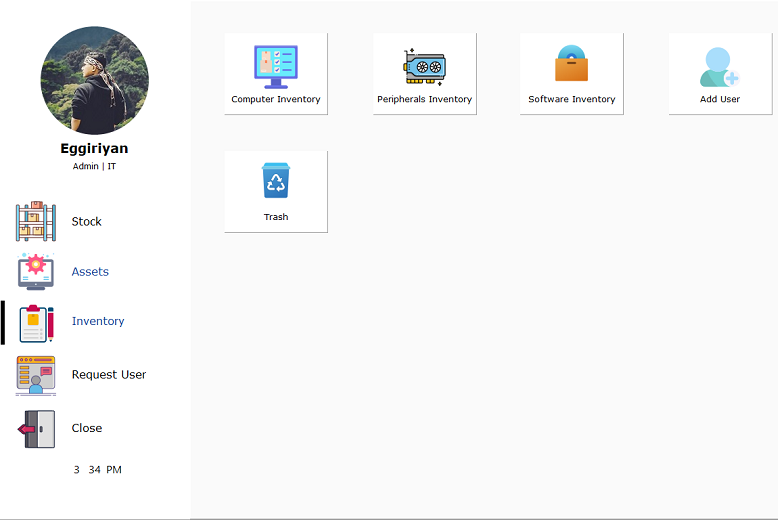 Eggiriyan
Admin | IT
Stock
Assets
Inventory
Request User
Close
3 34 PM
Computer Inventory
Peripherals Inventory
Software Inventory
Add User
Trash